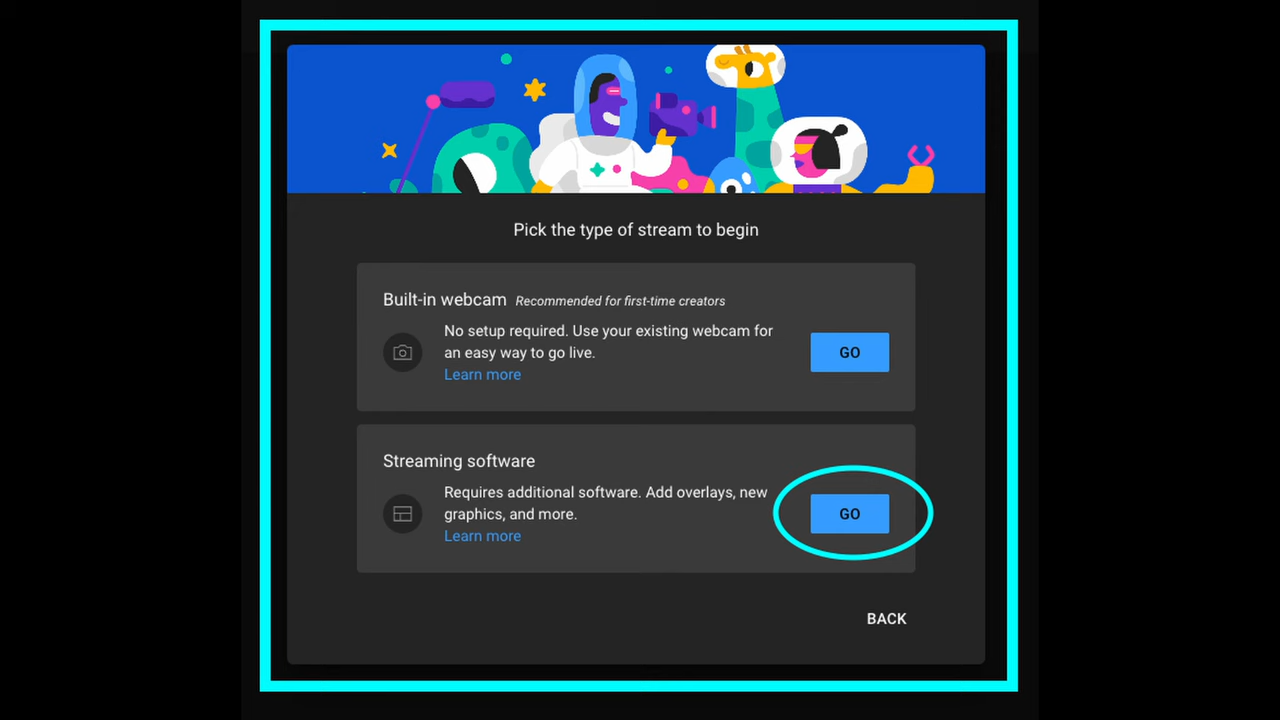 Pick the type of stream to begin
Built-in webcam Recommended for first-time creators
No setup required. Use your existing webcam for
an easy way to go live.
Learn more
GO
Streaming software
Requires additional software. Add overlays, new
graphics, and more.
Learn more
GO
BACK